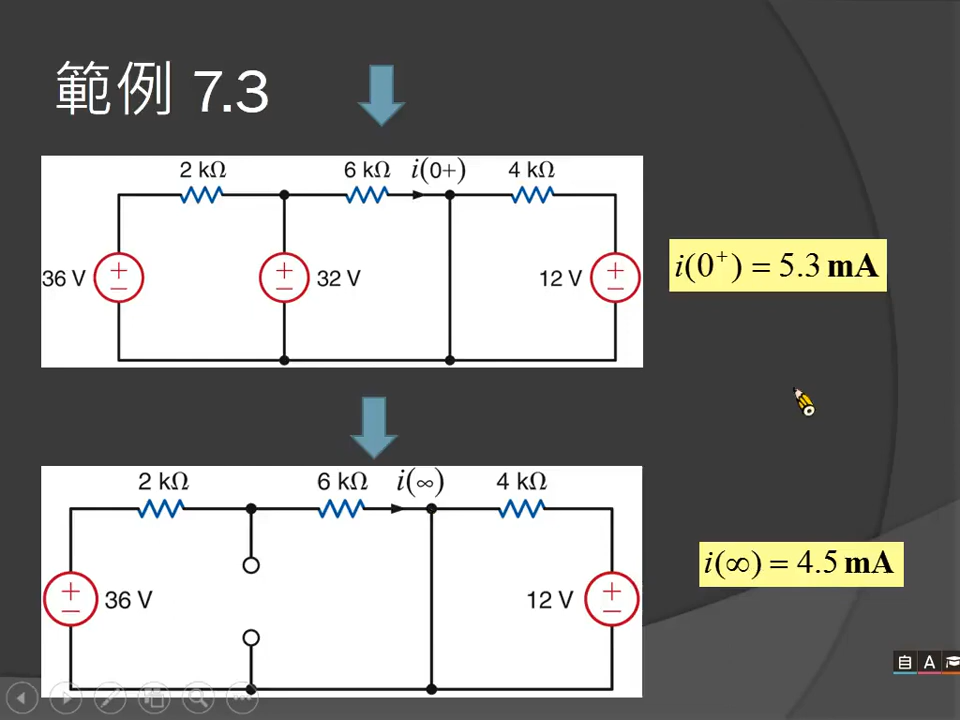 範例 7.3
2 kΩ 6 kΩ i(0+) 4 kΩ
36 V 32 V 12 V
i(0⁺) = 5.3 mA
2 kΩ 6 kΩ i(∞) 4 kΩ
36 V 12 V
i(∞) = 4.5 mA
自 A